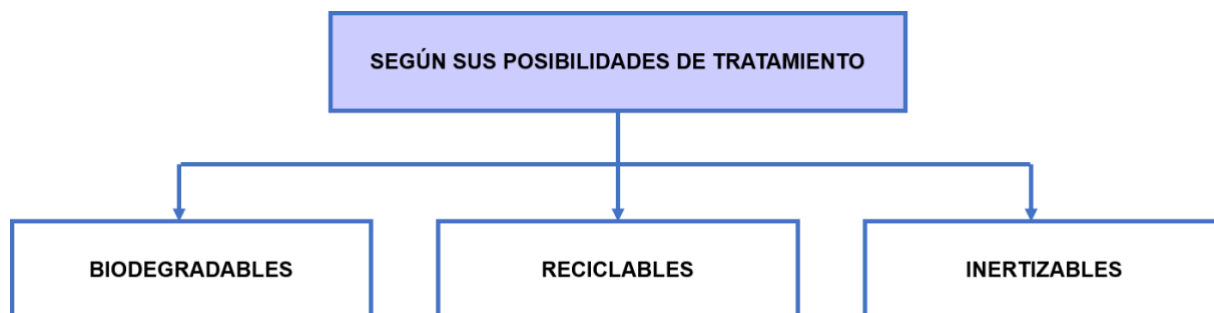 SEGÚN SUS POSIBILIDADES DE TRATAMIENTO
BIODEGRADABLES
RECICLABLES
INERTIZABLES